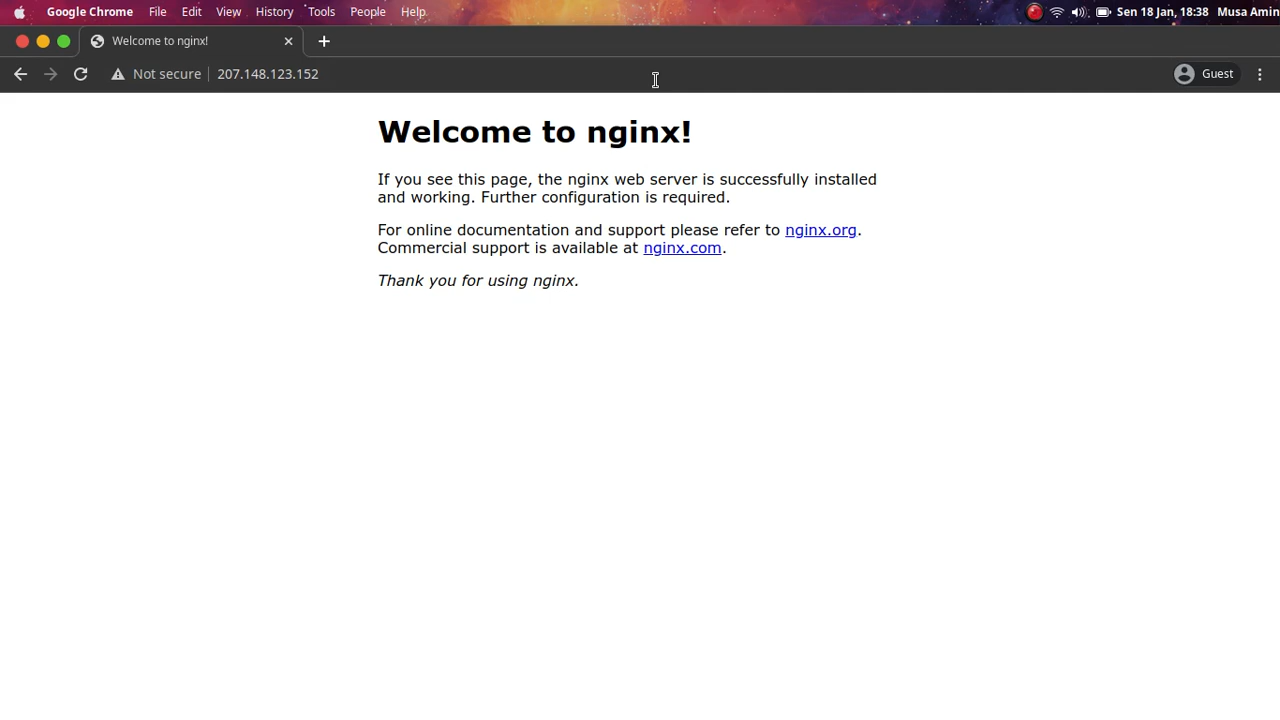 Google Chrome File Edit View History Tools People Help Sen 18 Jan, 18:38 Musa Amin
Welcome to nginx!
Not secure 207.148.123.152 Guest
Welcome to nginx!
If you see this page, the nginx web server is successfully installed
and working. Further configuration is required.
For online documentation and support please refer to nginx.org.
Commercial support is available at nginx.com.
Thank you for using nginx.